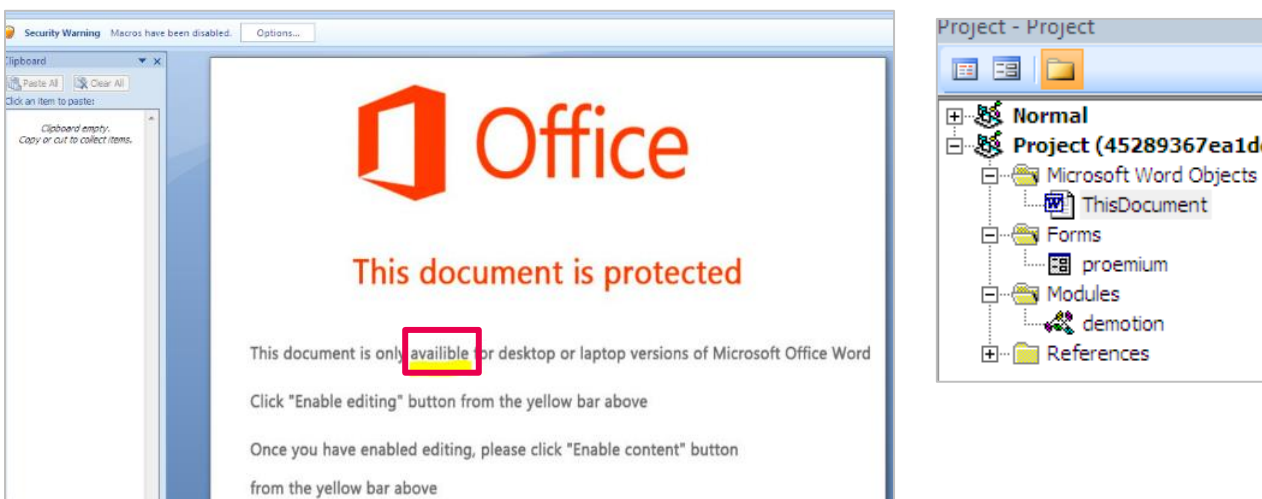 Security Warning Macros have been disabled. Options...
Clipboard
Paste All Clear All
Click an item to paste:
Clipboard empty.
Copy or cut to collect items.
Office
This document is protected
This document is only availible for desktop or laptop versions of Microsoft Office Word
Click "Enable editing" button from the yellow bar above
Once you have enabled editing, please click "Enable content" button
from the yellow bar above
Project - Project
Normal
Project (45289367ea1d
Microsoft Word Objects
ThisDocument
Forms
proemium
Modules
demotion
References